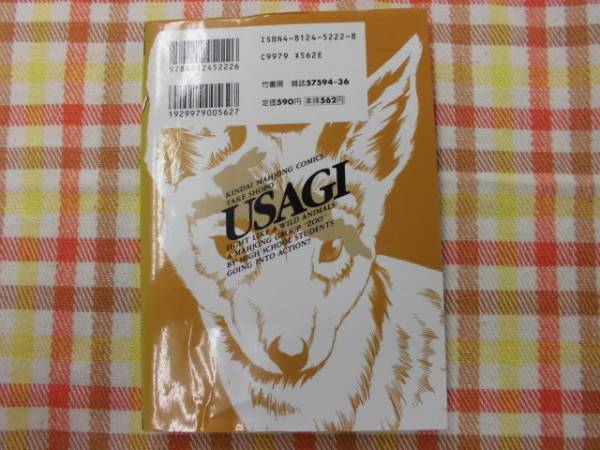 ISBN4-8124-5222-8
C9979 ¥562E
9784812452226
竹書房 雑誌57594-36
定価590円 本体562円
1929979005627
KINDAI MAHJONG COMICS
TAKE SHOBO
USAGI
FIGHT LIKE A WILD ANIMALS!
A MAHJONG GROUP "ZOO"
BY HIGH SCHOOL STUDENTS
GOING INTO ACTION!!